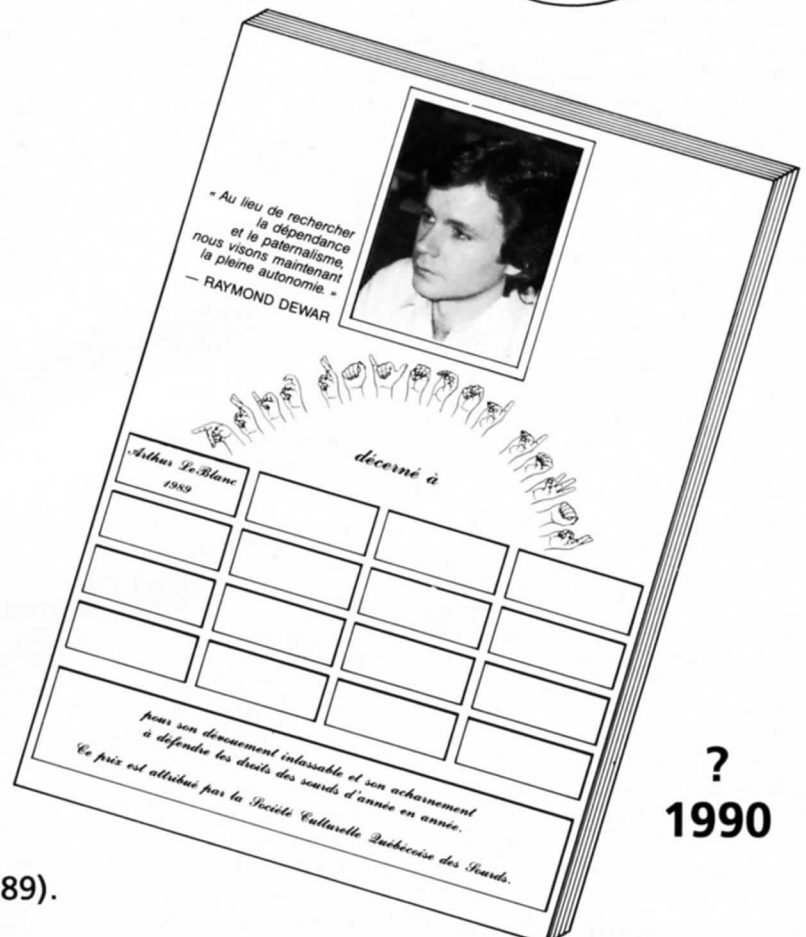 « Au lieu de rechercher
la dépendance
et le paternalisme,
nous visons maintenant
la pleine autonomie. »
— RAYMOND DEWAR
décerné à
Arthur LeBlanc
1989
pour son dévouement inlassable et son acharnement
à défendre les droits des sourds d'année en année.
Ce prix est attribué par la Société Culturelle Québécoise des Sourds.
?
1990
89).